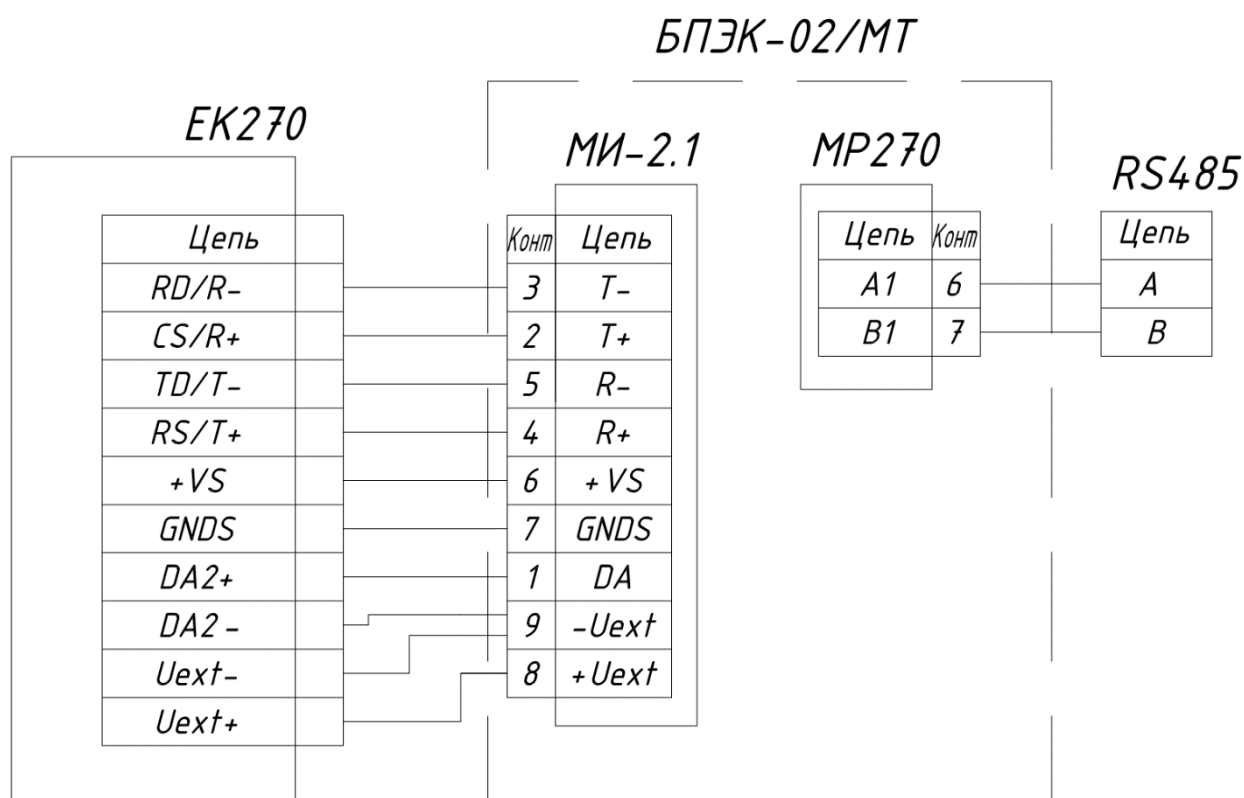 БПЭК-02/МТ
EK270
МИ-2.1
МР270
RS485
Цепь
RD/R-
CS/R+
TD/T-
RS/T+
+VS
GNDS
DA2+
DA2 -
Uext-
Uext+
Конт Цепь
3 T-
2 T+
5 R-
4 R+
6 +VS
7 GNDS
1 DA
9 -Uext
8 +Uext
Цепь Конт
A1 6
B1 7
Цепь
A
B